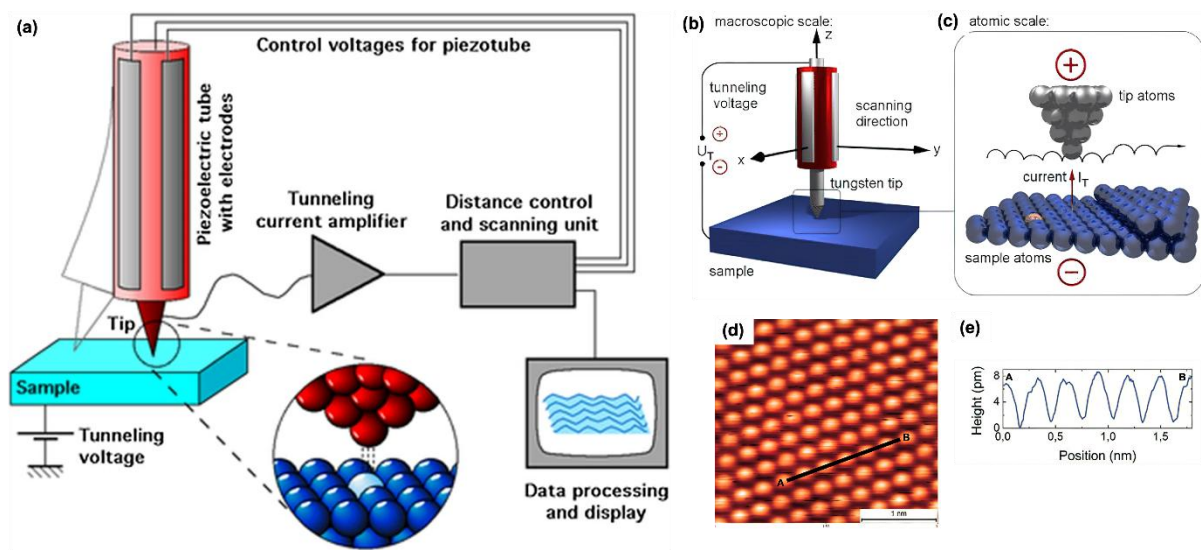 (a)
Control voltages for piezotube
Piezoelectric tube
with electrodes
Tunneling
current amplifier
Distance control
and scanning unit
Tip
Sample
Tunneling
voltage
Data processing
and display
(b)
macroscopic scale:
z
tunneling
voltage
+
U_T
−
scanning
direction
x
y
tungsten tip
sample
(c)
atomic scale:
+
tip atoms
current
I_T
sample atoms
−
(d)
A
B
1 nm
(e)
Height (pm)
8
4
0
A
B
0,0
0,5
1,0
1,5
Position (nm)